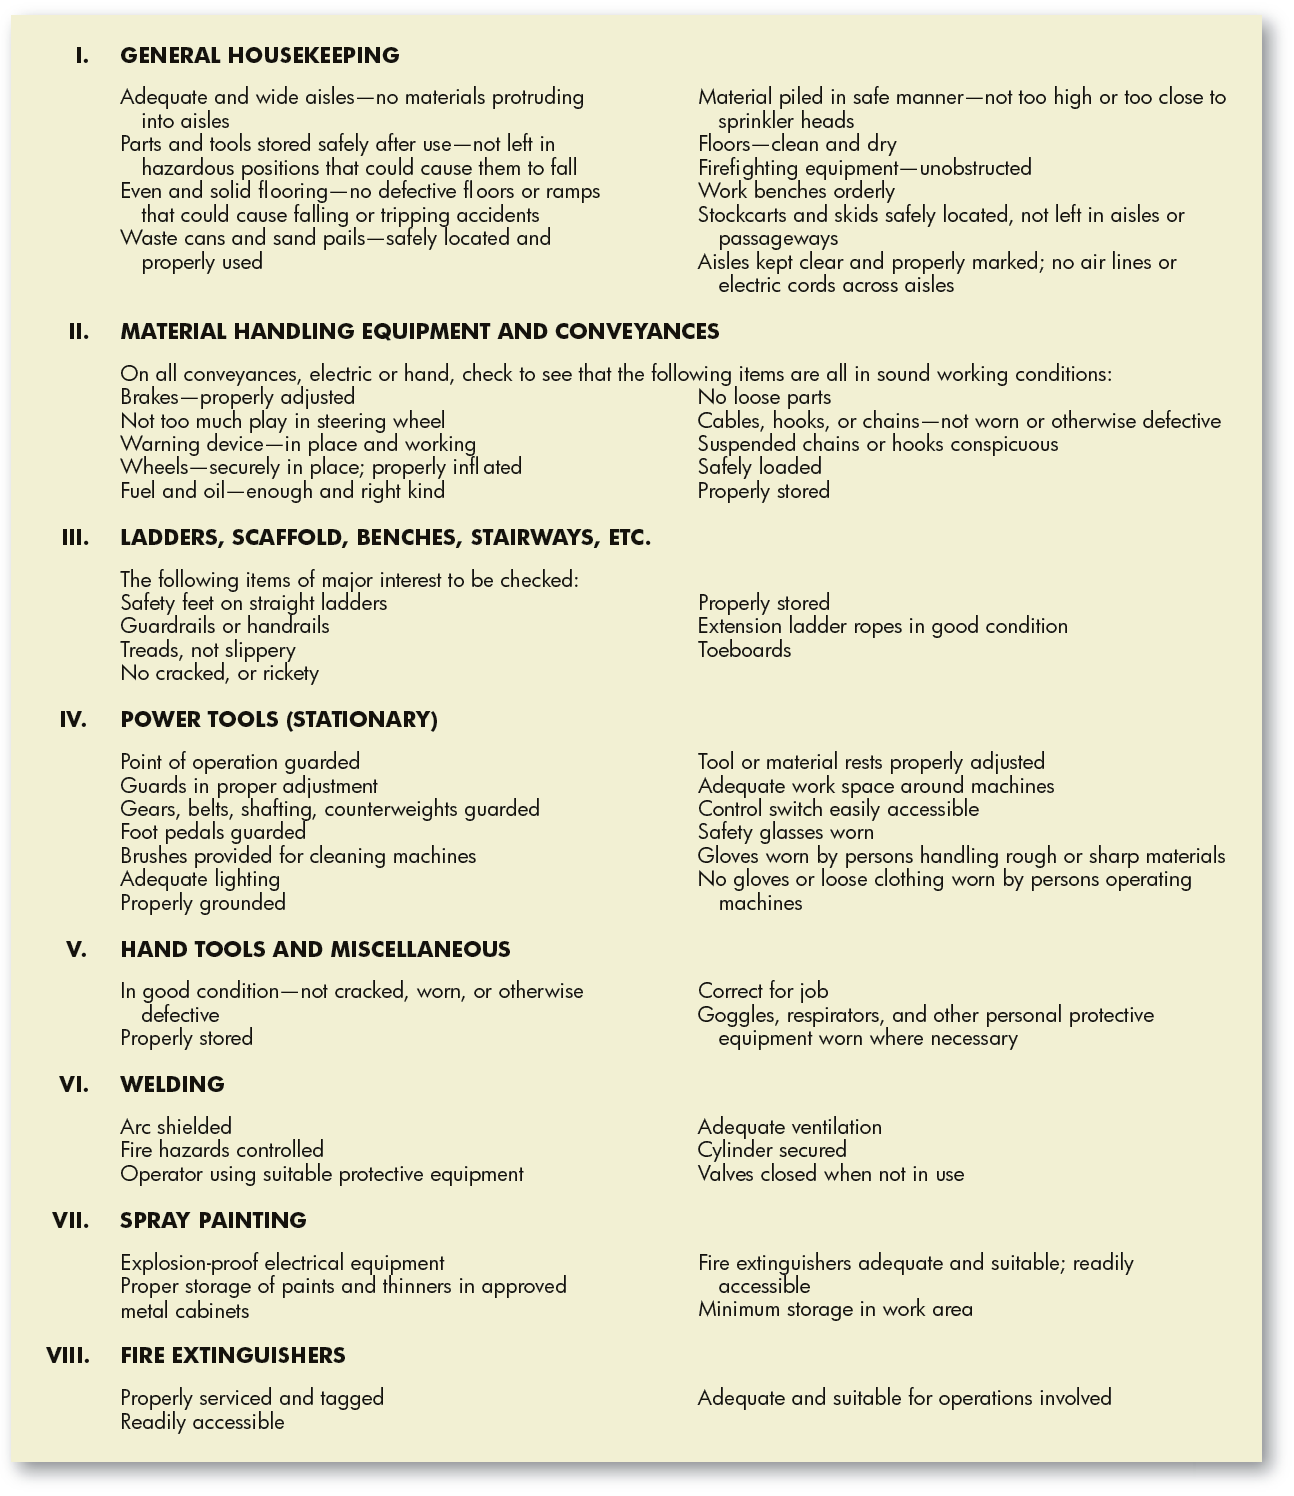 I. GENERAL HOUSEKEEPING
Adequate and wide aisles—no materials protruding
into aisles
Parts and tools stored safely after use—not left in
hazardous positions that could cause them to fall
Even and solid flooring—no defective floors or ramps
that could cause falling or tripping accidents
Waste cans and sand pails—safely located and
properly used
Material piled in safe manner—not too high or too close to
sprinkler heads
Floors—clean and dry
Firefighting equipment—unobstructed
Work benches orderly
Stockcarts and skids safely located, not left in aisles or
passageways
Aisles kept clear and properly marked; no air lines or
electric cords across aisles
II. MATERIAL HANDLING EQUIPMENT AND CONVEYANCES
On all conveyances, electric or hand, check to see that the following items are all in sound working conditions:
Brakes—properly adjusted
Not too much play in steering wheel
Warning device—in place and working
Wheels—securely in place; properly inflated
Fuel and oil—enough and right kind
No loose parts
Cables, hooks, or chains—not worn or otherwise defective
Suspended chains or hooks conspicuous
Safely loaded
Properly stored
III. LADDERS, SCAFFOLD, BENCHES, STAIRWAYS, ETC.
The following items of major interest to be checked:
Safety feet on straight ladders
Guardrails or handrails
Treads, not slippery
No cracked, or rickety
Properly stored
Extension ladder ropes in good condition
Toeboards
IV. POWER TOOLS (STATIONARY)
Point of operation guarded
Guards in proper adjustment
Gears, belts, shafting, counterweights guarded
Foot pedals guarded
Brushes provided for cleaning machines
Adequate lighting
Properly grounded
Tool or material rests properly adjusted
Adequate work space around machines
Control switch easily accessible
Safety glasses worn
Gloves worn by persons handling rough or sharp materials
No gloves or loose clothing worn by persons operating
machines
V. HAND TOOLS AND MISCELLANEOUS
In good condition—not cracked, worn, or otherwise
defective
Properly stored
Correct for job
Goggles, respirators, and other personal protective
equipment worn where necessary
VI. WELDING
Arc shielded
Fire hazards controlled
Operator using suitable protective equipment
Adequate ventilation
Cylinder secured
Valves closed when not in use
VII. SPRAY PAINTING
Explosion-proof electrical equipment
Proper storage of paints and thinners in approved
metal cabinets
Fire extinguishers adequate and suitable; readily
accessible
Minimum storage in work area
VIII. FIRE EXTINGUISHERS
Properly serviced and tagged
Readily accessible
Adequate and suitable for operations involved